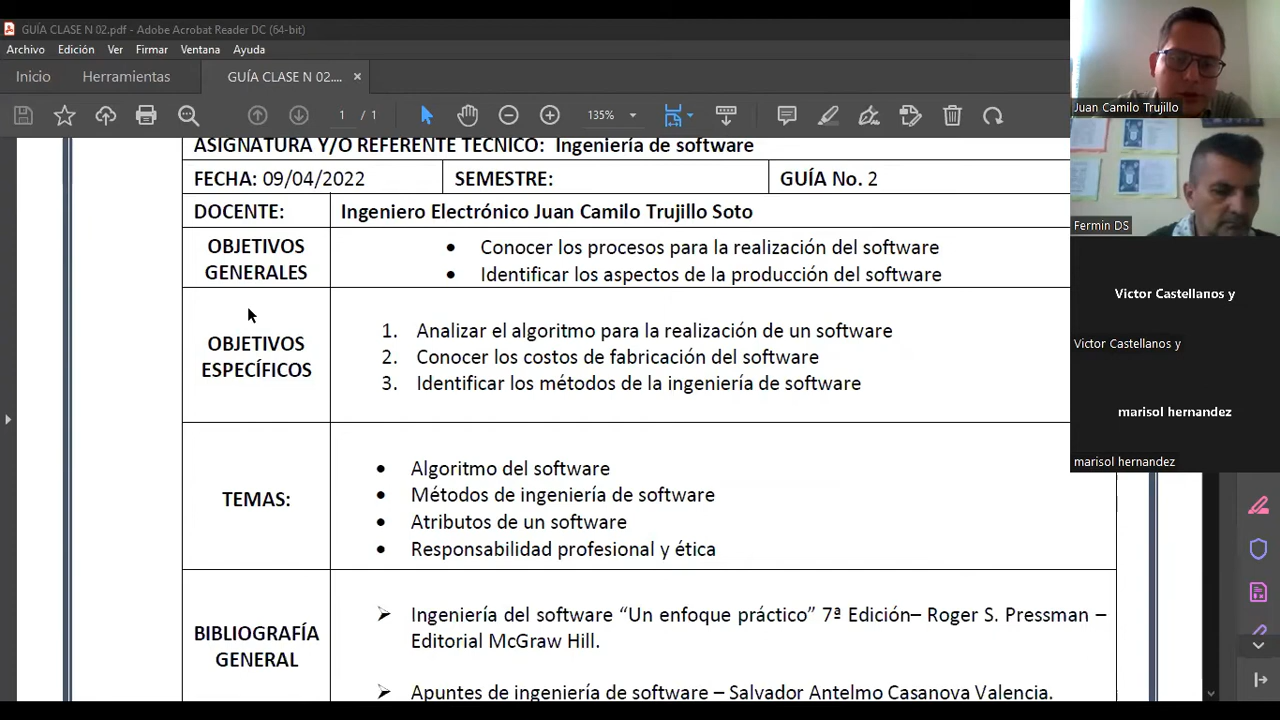 GUÍA CLASE N 02.pdf - Adobe Acrobat Reader DC (64-bit)
Archivo Edición Ver Firmar Ventana Ayuda
Inicio Herramientas GUÍA CLASE N 02.... ×
1 / 1 135%
ASIGNATURA Y/O REFERENTE TECNICO: Ingeniería de software
FECHA: 09/04/2022 SEMESTRE: GUÍA No. 2
DOCENTE: Ingeniero Electrónico Juan Camilo Trujillo Soto
OBJETIVOS GENERALES
• Conocer los procesos para la realización del software
• Identificar los aspectos de la producción del software
OBJETIVOS ESPECÍFICOS
1. Analizar el algoritmo para la realización de un software
2. Conocer los costos de fabricación del software
3. Identificar los métodos de la ingeniería de software
TEMAS:
• Algoritmo del software
• Métodos de ingeniería de software
• Atributos de un software
• Responsabilidad profesional y ética
BIBLIOGRAFÍA GENERAL
➢ Ingeniería del software “Un enfoque práctico” 7ª Edición– Roger S. Pressman –
Editorial McGraw Hill.
➢ Apuntes de ingeniería de software – Salvador Antelmo Casanova Valencia.
Juan Camilo Trujillo
Fermin DS
Victor Castellanos y
Victor Castellanos y
marisol hernandez
marisol hernandez